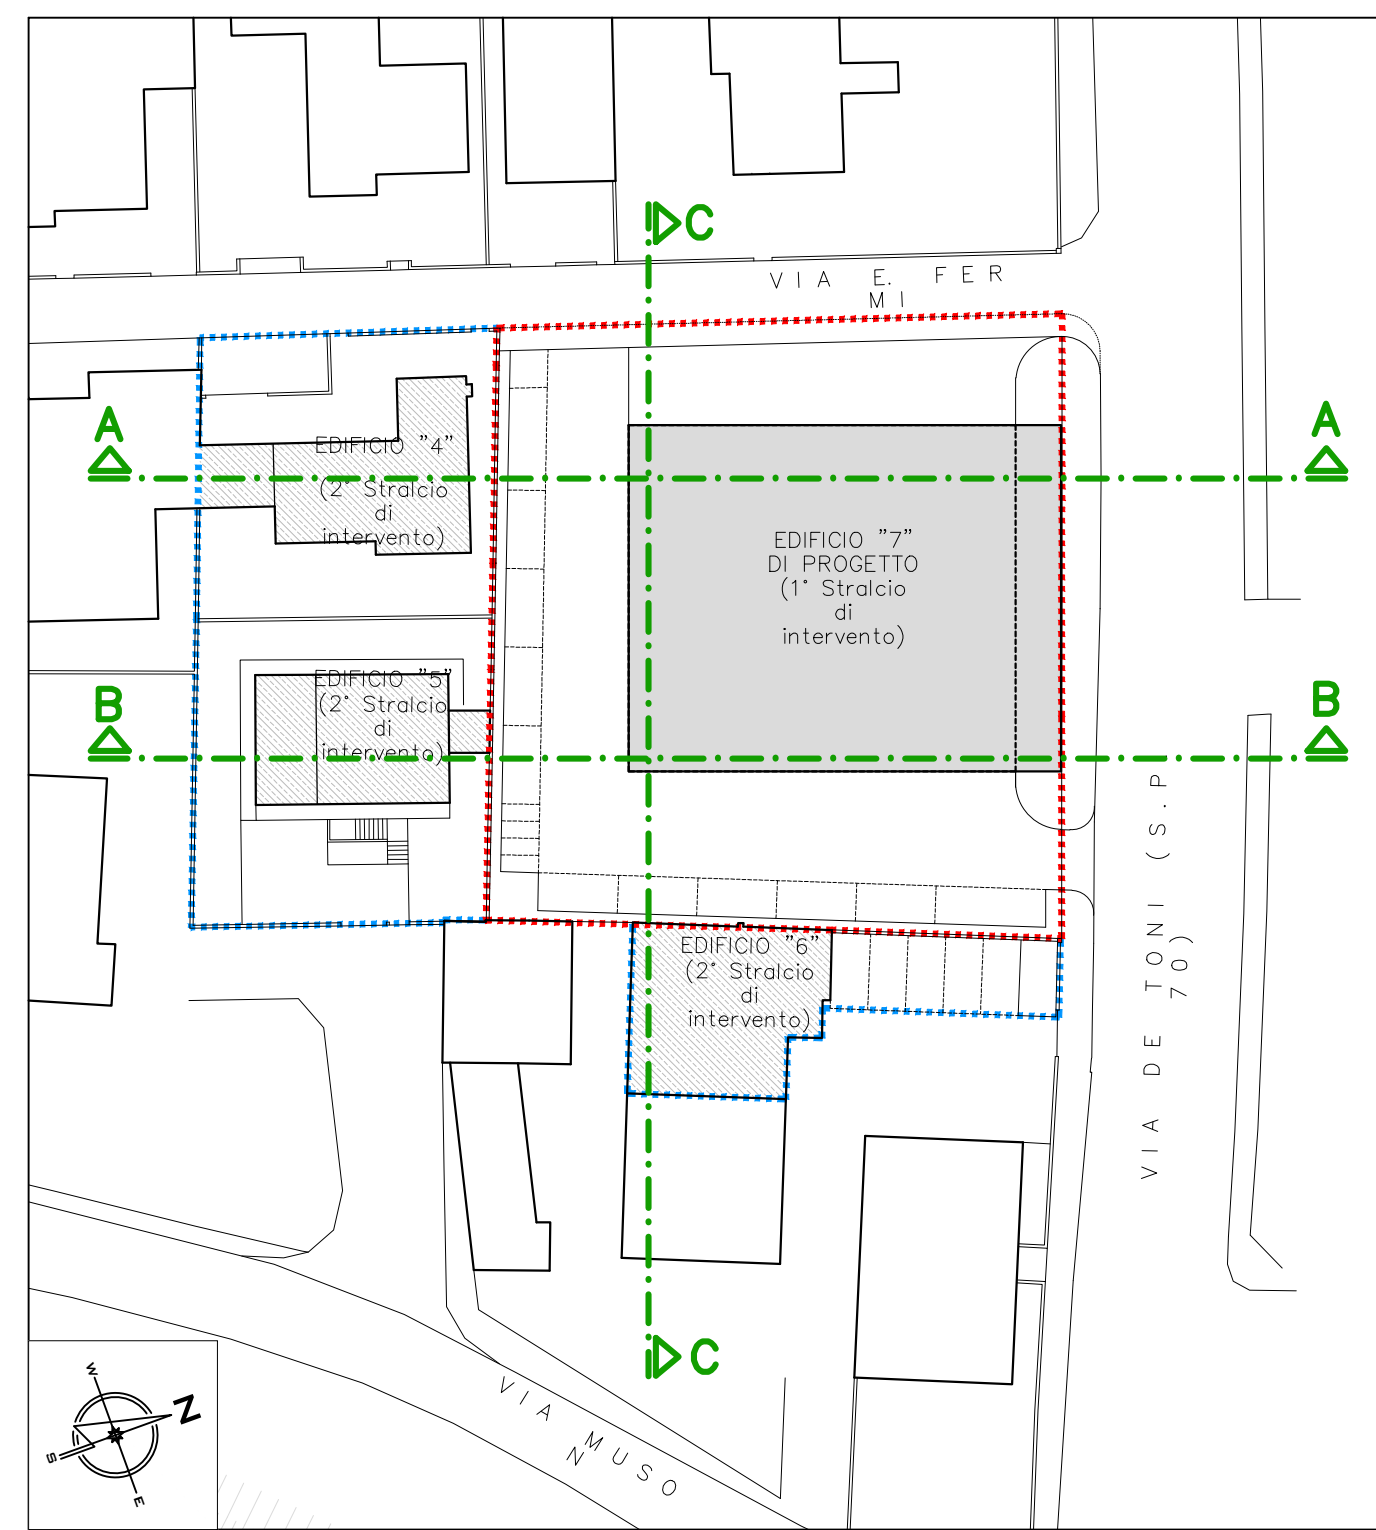 C
VIA E. FER
MI
A
A
EDIFICIO "4"
(2° Stralcio
di
intervento)
EDIFICIO "7"
DI PROGETTO
(1° Stralcio
di
intervento)
EDIFICIO "5"
(2° Stralcio
di
intervento)
B
B
EDIFICIO "6"
(2° Stralcio
di
intervento)
VIA DE TONI (S.P.
70)
C
VIA MUSO
N
W
N
S
E